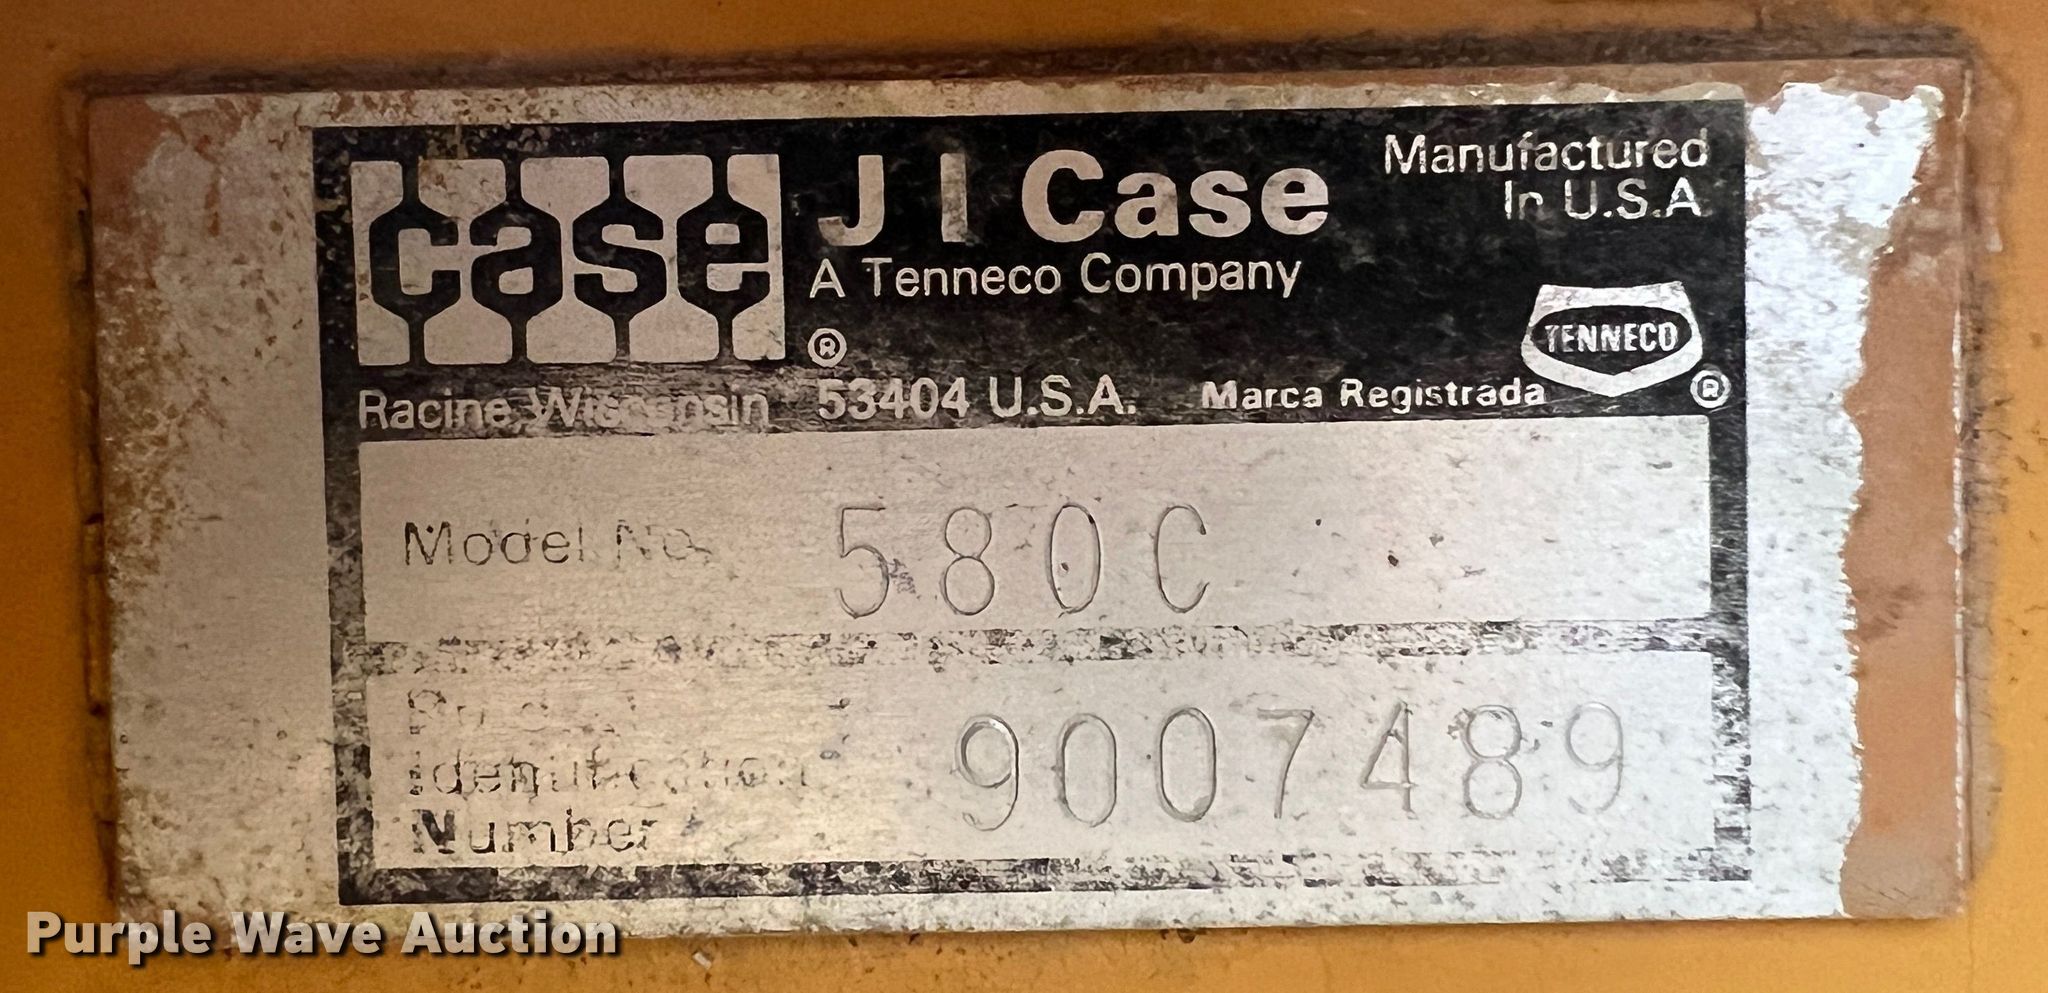 case
J I Case
Manufactured
In U.S.A.
A Tenneco Company
®
TENNECO
®
Racine, Wisconsin 53404 U.S.A. Marca Registrada
Model No. 580C
Product
Identification
Number 9007489
Purple Wave Auction